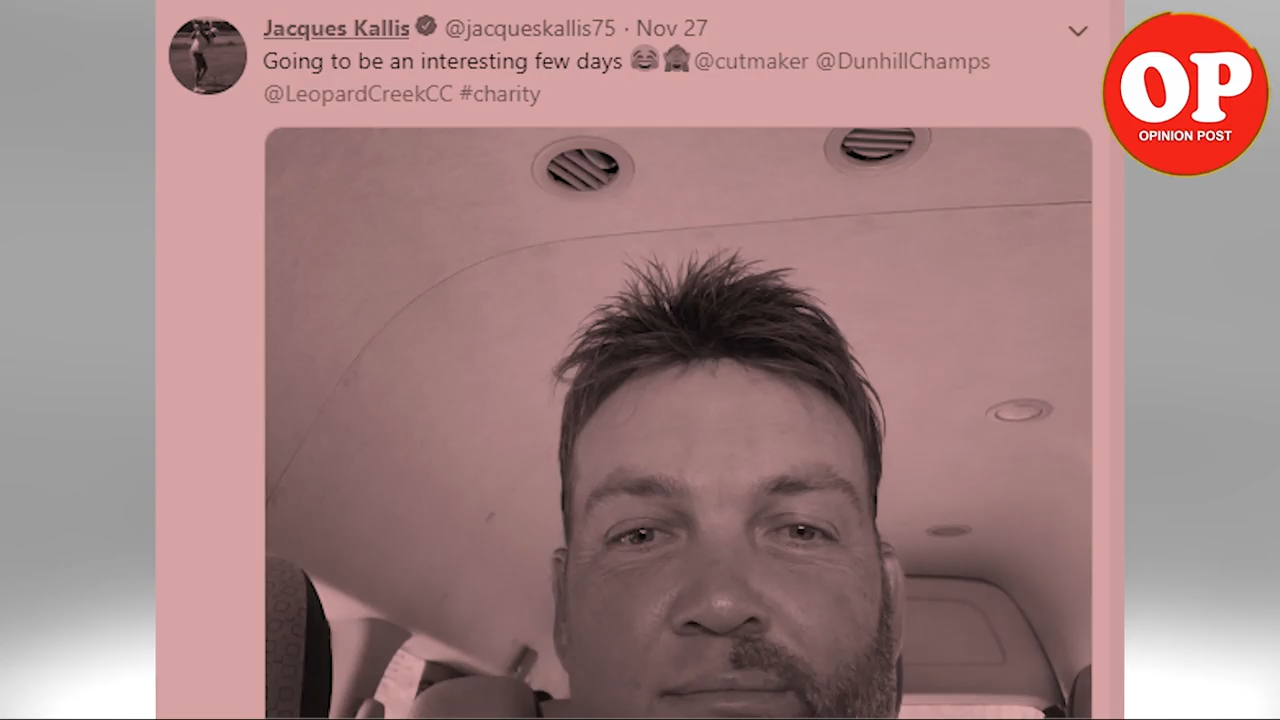 Jacques Kallis @jacqueskallis75 · Nov 27
Going to be an interesting few days 😂🙈@cutmaker @DunhillChamps
@LeopardCreekCC #charity
OP
OPINION POST